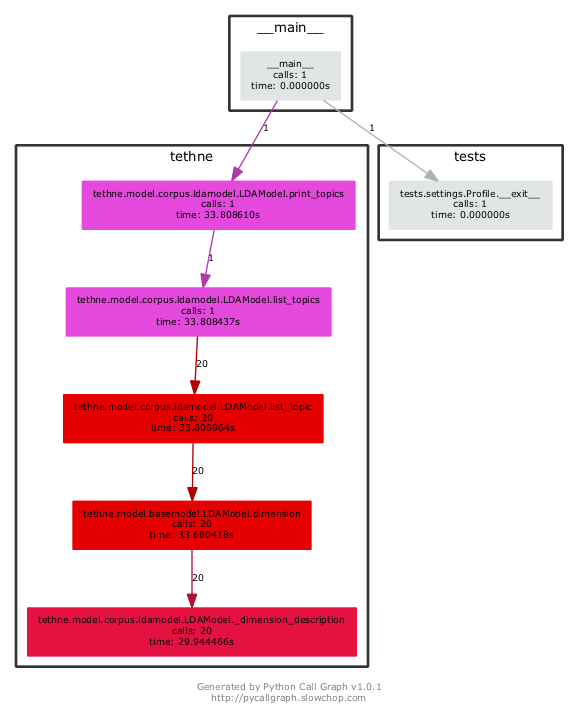 __main__
__main__
calls: 1
time: 0.000000s
1
1
tethne
tests
tethne.model.corpus.ldamodel.LDAModel.print_topics
calls: 1
time: 33.808610s
tests.settings.Profile.__exit__
calls: 1
time: 0.000000s
1
tethne.model.corpus.ldamodel.LDAModel.list_topics
calls: 1
time: 33.808437s
20
tethne.model.corpus.ldamodel.LDAModel.list_topic
calls: 20
time: 33.806964s
20
tethne.model.basemodel.LDAModel.dimension
calls: 20
time: 33.680418s
20
tethne.model.corpus.ldamodel.LDAModel._dimension_description
calls: 20
time: 29.944466s
Generated by Python Call Graph v1.0.1
http://pycallgraph.slowchop.com